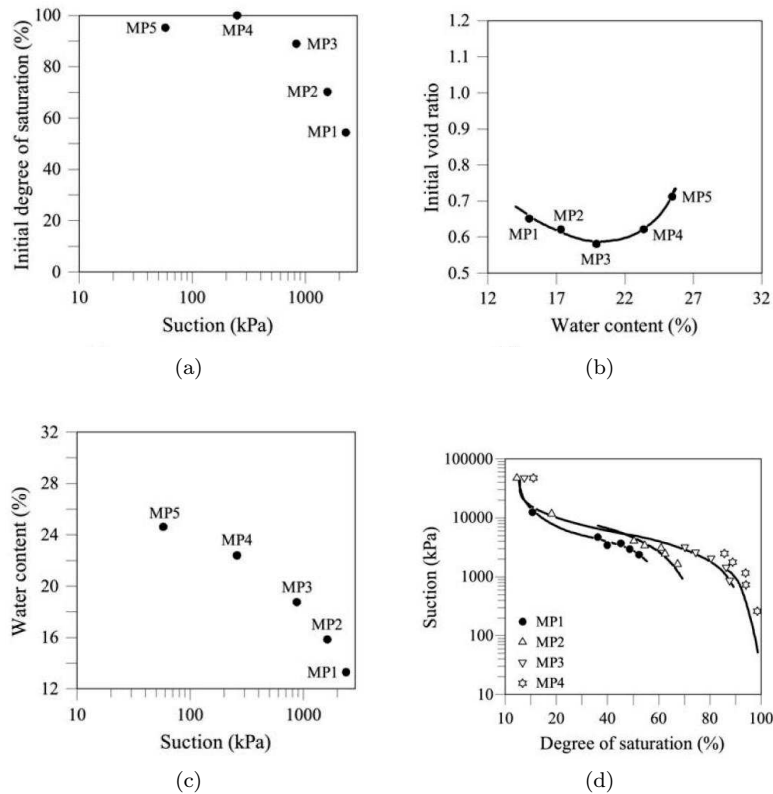 Initial degree of saturation (%)
100
80
60
40
20
0
MP5
MP4
MP3
MP2
MP1
10 100 1000
Suction (kPa)
(a)
Initial void ratio
1.2
1.1
1.0
0.9
0.8
0.7
0.6
0.5
MP1
MP2
MP3
MP4
MP5
12 17 22 27 32
Water content (%)
(b)
Water content (%)
32
28
24
20
16
12
MP5
MP4
MP3
MP2
MP1
10 100 1000
Suction (kPa)
(c)
Suction (kPa)
100000
10000
1000
100
10
MP1
MP2
MP3
MP4
10 20 40 60 80 100
Degree of saturation (%)
(d)